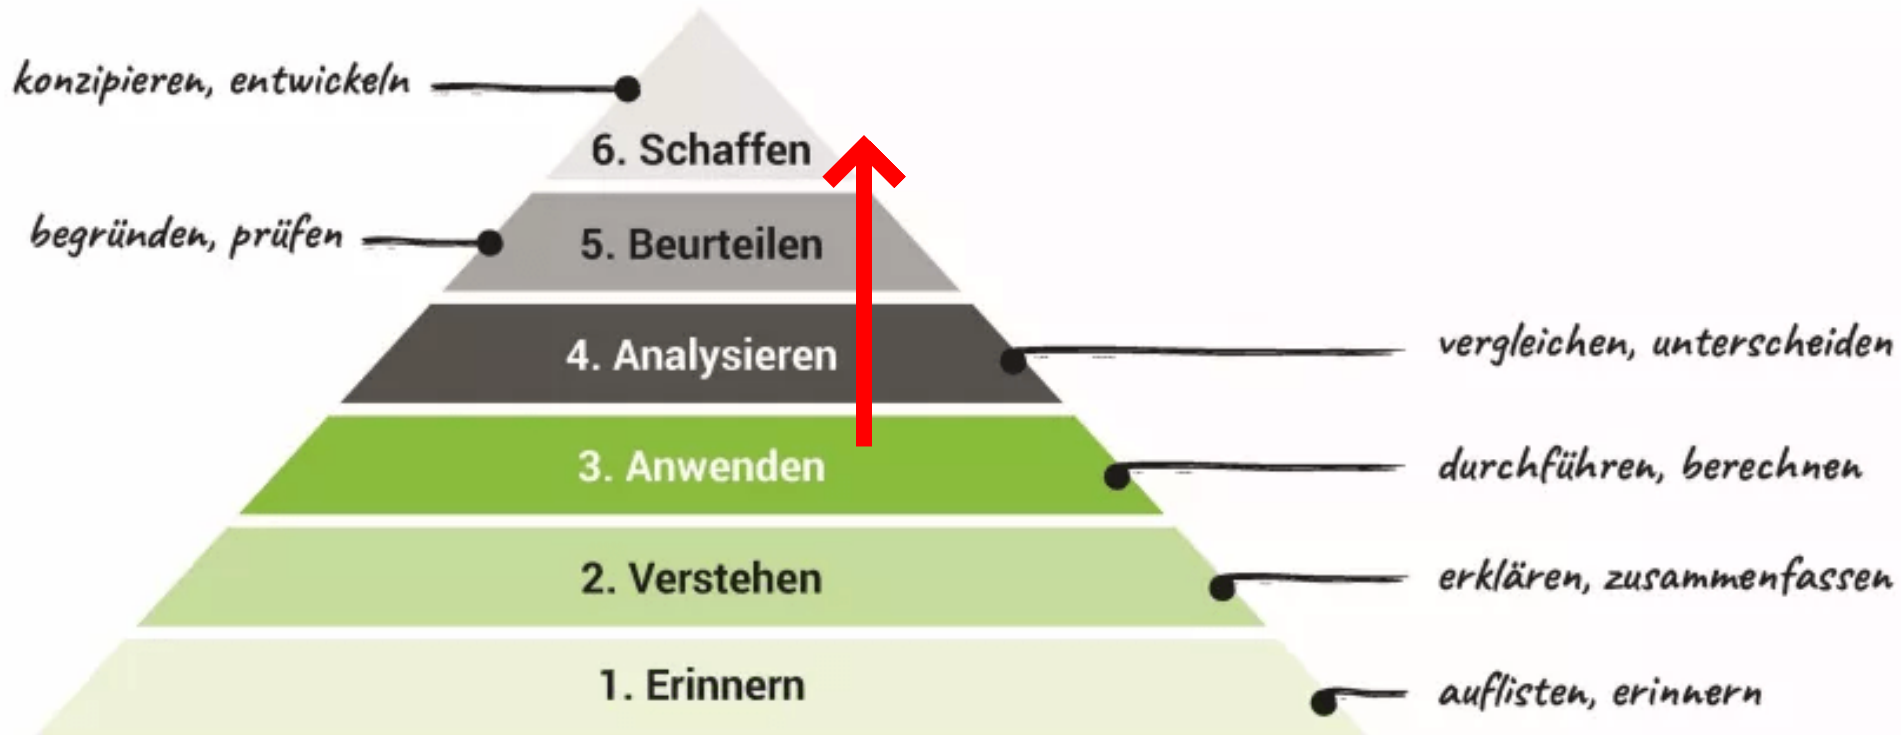 konzipieren, entwickeln
6. Schaffen
begründen, prüfen
5. Beurteilen
4. Analysieren
vergleichen, unterscheiden
3. Anwenden
durchführen, berechnen
2. Verstehen
erklären, zusammenfassen
1. Erinnern
auflisten, erinnern